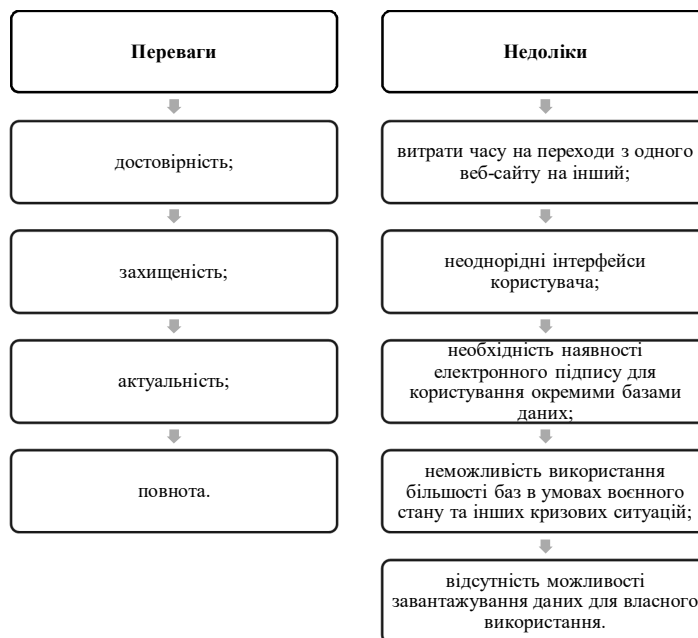 Переваги
достовірність;
захищеність;
актуальність;
повнота.
Недоліки
витрати часу на переходи з одного
веб-сайту на інший;
неоднорідні інтерфейси
користувача;
необхідність наявності
електронного підпису для
користування окремими базами
даних;
неможливість використання
більшості баз в умовах воєнного
стану та інших кризових ситуацій;
відсутність можливості
завантажування даних для власного
використання.